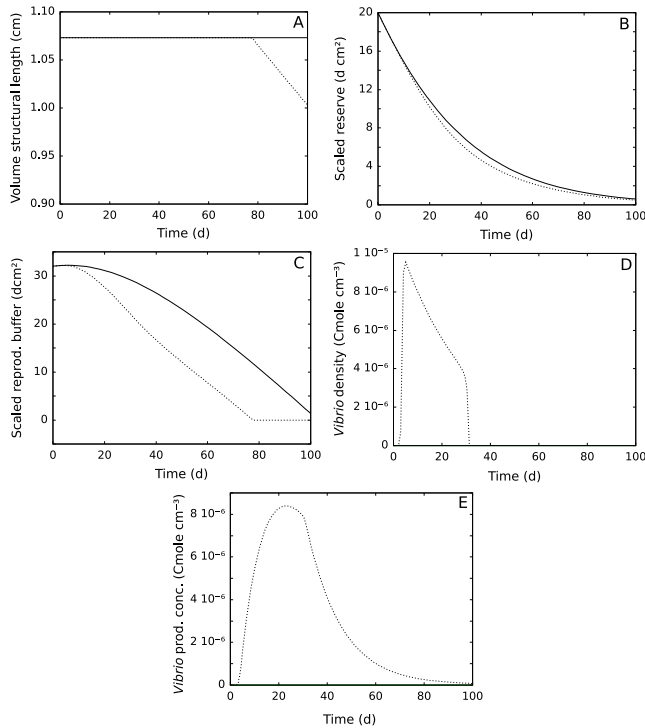 A
Volume structural length (cm)
1.10
1.05
1.00
0.95
0.90
0 20 40 60 80 100
Time (d)
B
Scaled reserve (d cm²)
20
16
12
8
4
0
0 20 40 60 80 100
Time (d)
C
Scaled reprod. buffer (dcm²)
30
20
10
0
0 20 40 60 80 100
Time (d)
D
Vibrio density (Cmole cm⁻³)
1 10⁻⁵
8 10⁻⁶
6 10⁻⁶
4 10⁻⁶
2 10⁻⁶
0
0 20 40 60 80 100
Time (d)
E
Vibrio prod. conc. (Cmole cm⁻³)
8 10⁻⁶
6 10⁻⁶
4 10⁻⁶
2 10⁻⁶
0
0 20 40 60 80 100
Time (d)